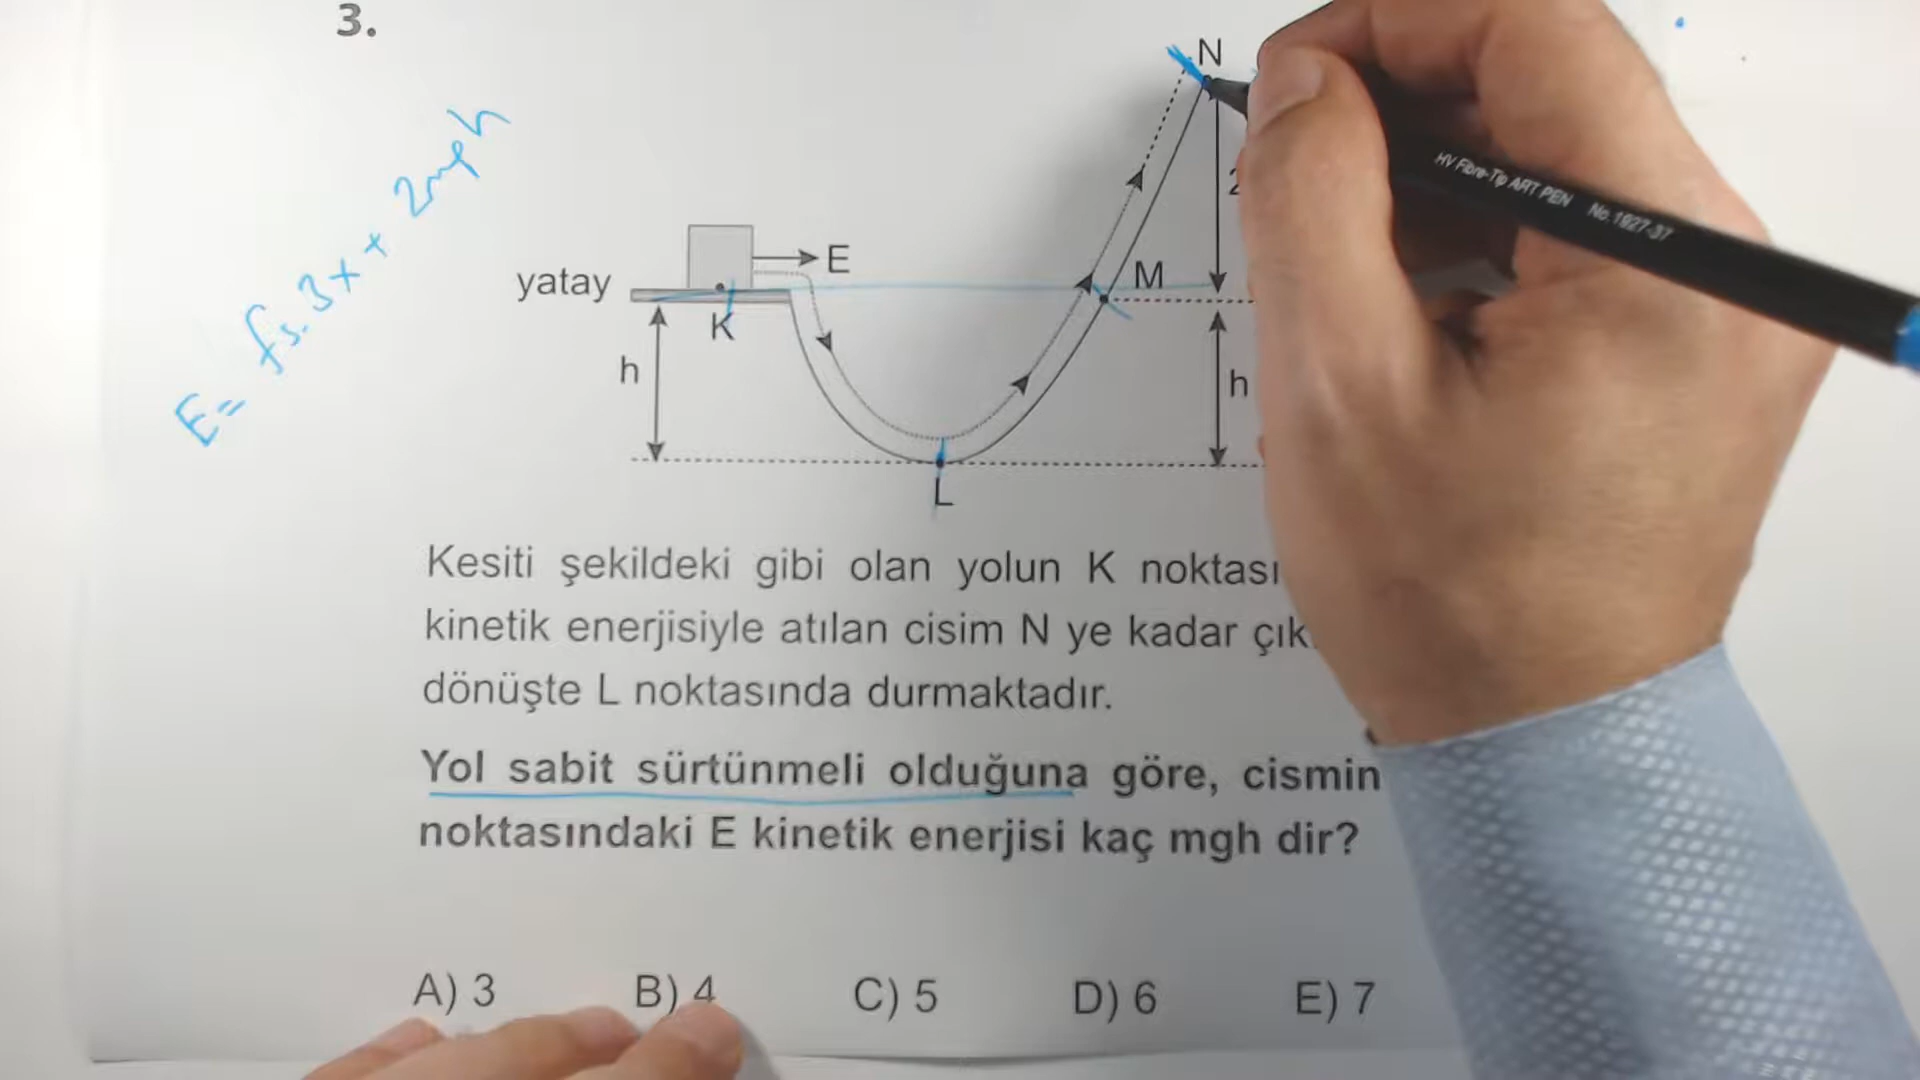 3.
N
E= fs.3x+ 2mgh
HV Fibre-Tip ART PEN No.1927-37
2
E
M
yatay
K
h
h
L
Kesiti şekildeki gibi olan yolun K noktası
kinetik enerjisiyle atılan cisim N ye kadar çık
dönüşte L noktasında durmaktadır.
Yol sabit sürtünmeli olduğuna göre, cismin
noktasındaki E kinetik enerjisi kaç mgh dir?
A) 3 B) 4 C) 5 D) 6 E) 7